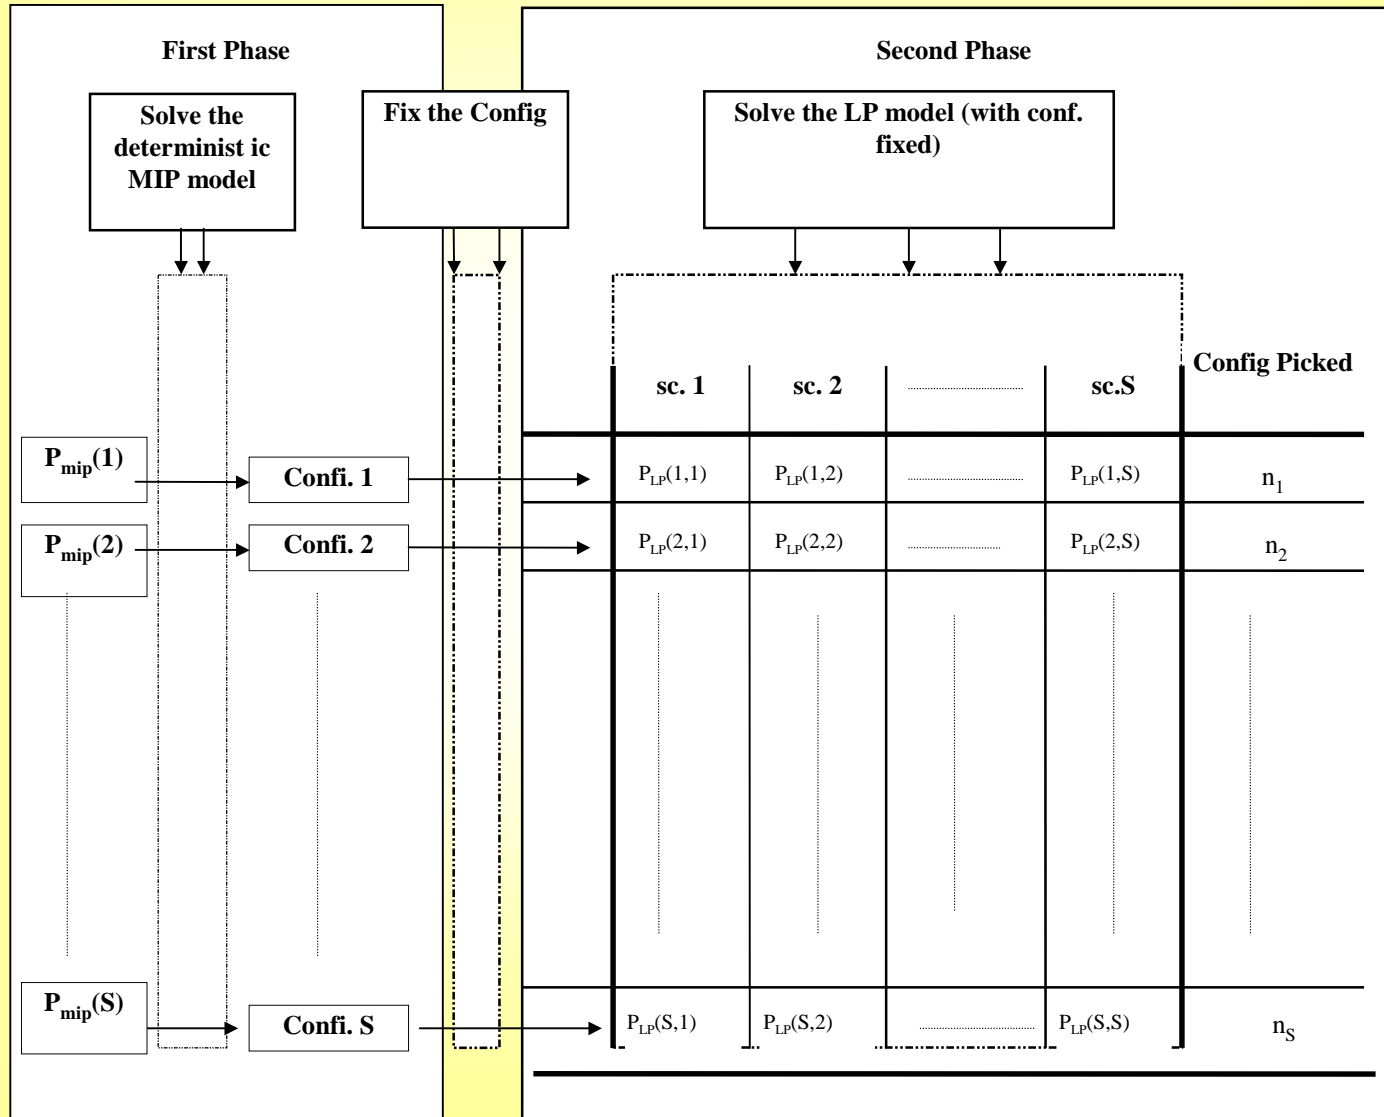 First Phase
Second Phase
Solve the
determinist ic
MIP model
Fix the Config
Solve the LP model (with conf.
fixed)
Config Picked
sc. 1 sc. 2 sc.S
Pmip(1) Confi. 1 PLP(1,1) PLP(1,2) PLP(1,S) n1
Pmip(2) Confi. 2 PLP(2,1) PLP(2,2) PLP(2,S) n2
Pmip(S) Confi. S PLP(S,1) PLP(S,2) PLP(S,S) nS